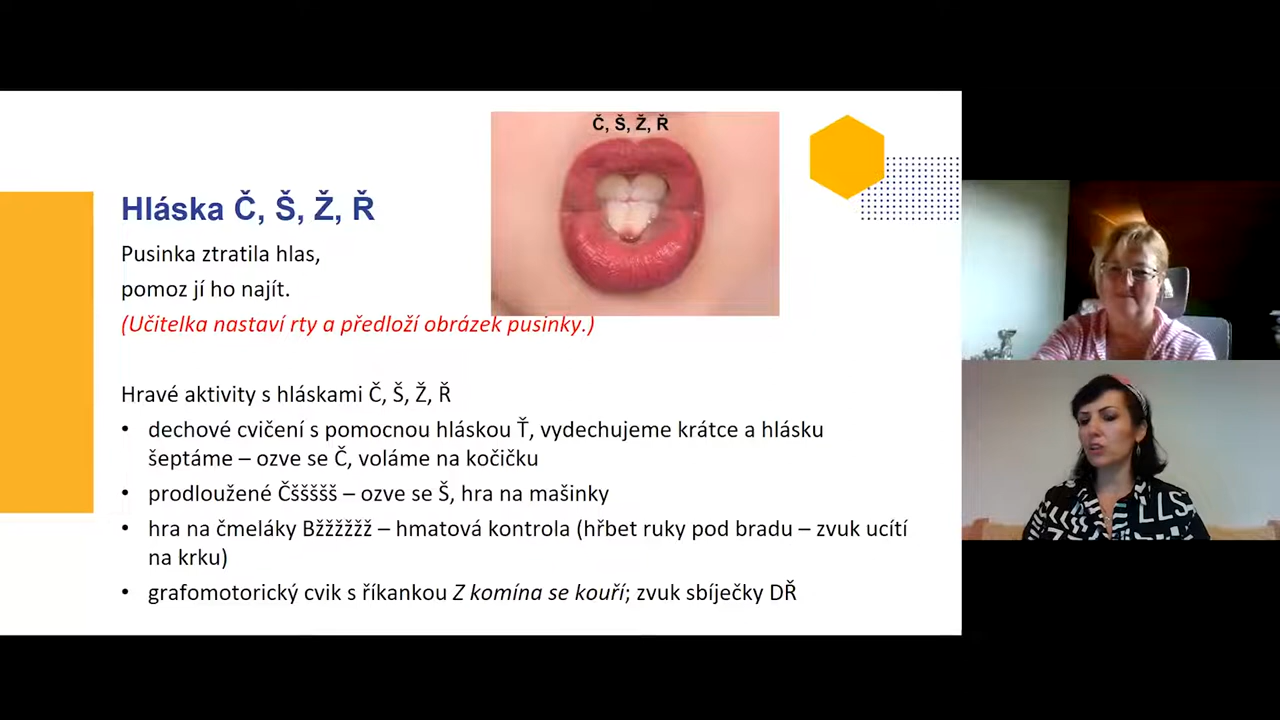 Č, Š, Ž, Ř
Hláska Č, Š, Ž, Ř
Pusinka ztratila hlas,
pomoz jí ho najít.
(Učitelka nastaví rty a předloží obrázek pusinky.)
Hravé aktivity s hláskami Č, Š, Ž, Ř
• dechové cvičení s pomocnou hláskou Ť, vydechujeme krátce a hlásku
šeptáme – ozve se Č, voláme na kočičku
• prodloužené Čššššš – ozve se Š, hra na mašinky
• hra na čmeláky Bžžžžžž – hmatová kontrola (hřbet ruky pod bradu – zvuk ucítí
na krku)
• grafomotorický cvik s říkankou Z komína se kouří; zvuk sbíječky DŘ
LLS